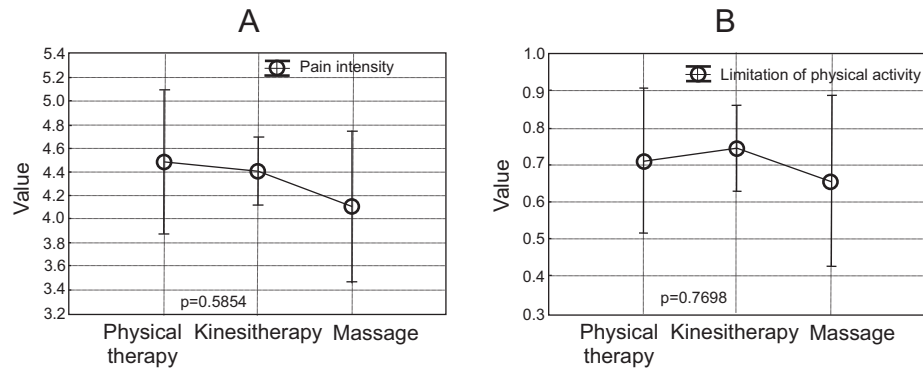 A
Value
5.4
5.2
5.0
4.8
4.6
4.4
4.2
4.0
3.8
3.6
3.4
3.2
Pain intensity
p=0.5854
Physical therapy
Kinesitherapy
Massage
B
Value
1.0
0.9
0.8
0.7
0.6
0.5
0.4
0.3
Limitation of physical activity
p=0.7698
Physical therapy
Kinesitherapy
Massage